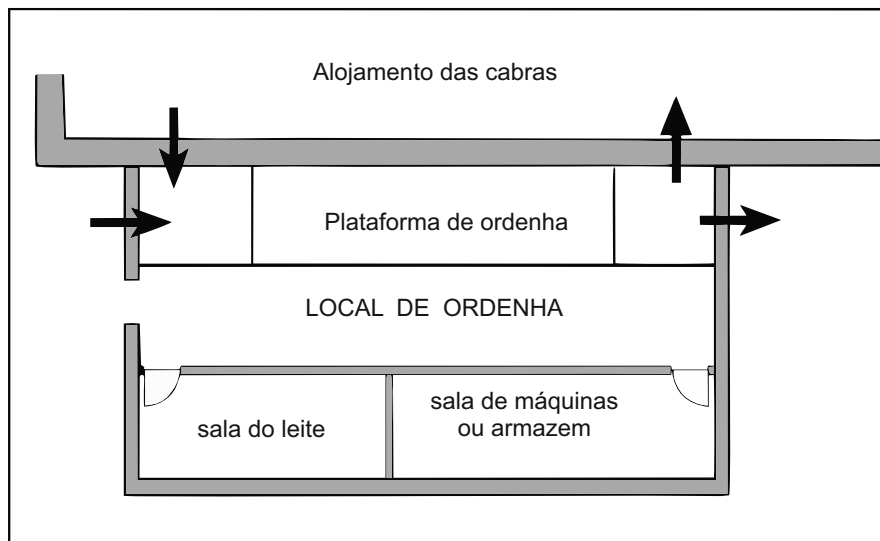 Alojamento das cabras
Plataforma de ordenha
LOCAL DE ORDENHA
sala do leite
sala de máquinas
ou armazem